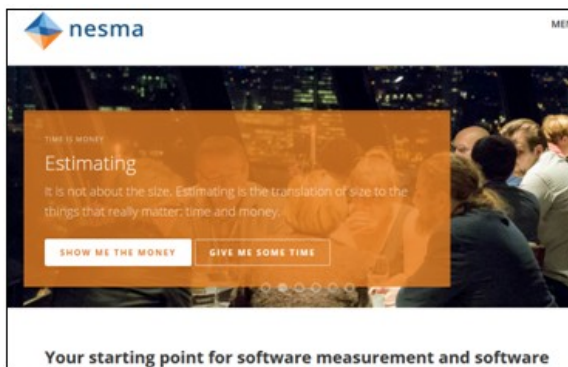 nesma
MEN
TIME IS MONEY
Estimating
It is not about the size. Estimating is the translation of size to the
things that really matter: time and money.
SHOW ME THE MONEY
GIVE ME SOME TIME
Your starting point for software measurement and software